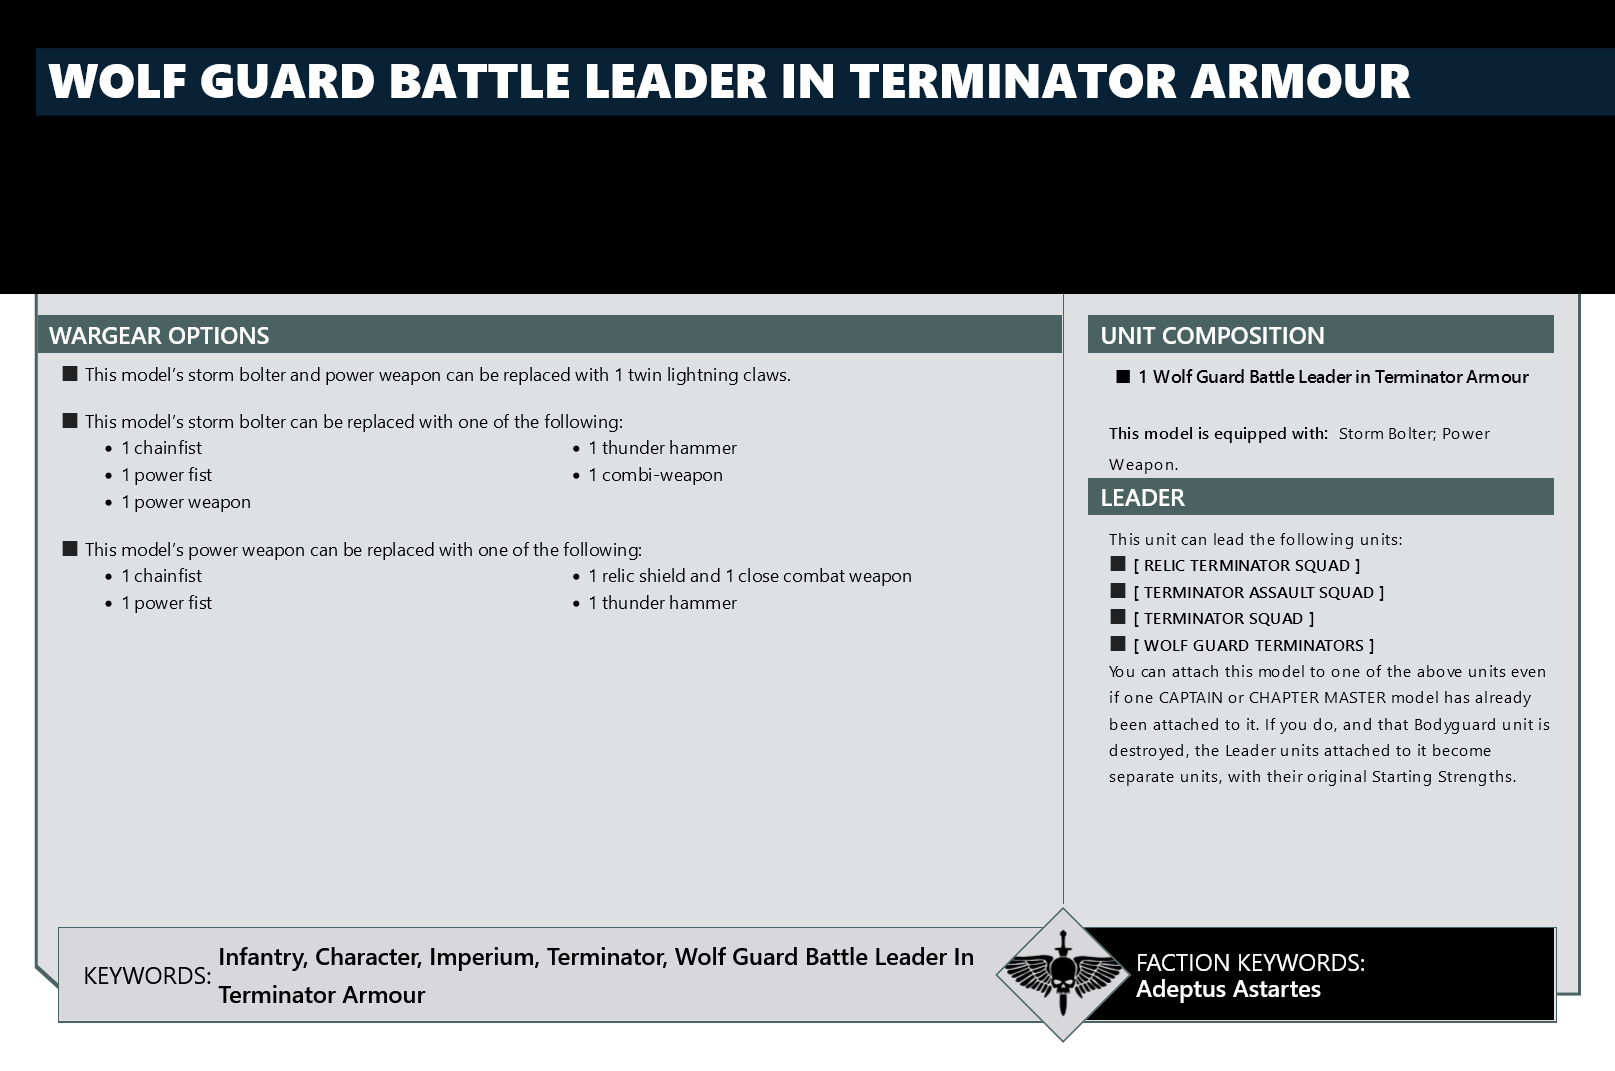 WOLF GUARD BATTLE LEADER IN TERMINATOR ARMOUR
WARGEAR OPTIONS
■ This model’s storm bolter and power weapon can be replaced with 1 twin lightning claws.
■ This model’s storm bolter can be replaced with one of the following:
• 1 chainfist
• 1 power fist
• 1 power weapon
• 1 thunder hammer
• 1 combi-weapon
■ This model’s power weapon can be replaced with one of the following:
• 1 chainfist
• 1 power fist
• 1 relic shield and 1 close combat weapon
• 1 thunder hammer
UNIT COMPOSITION
■ 1 Wolf Guard Battle Leader in Terminator Armour
This model is equipped with: Storm Bolter; Power
Weapon.
LEADER
This unit can lead the following units:
■ [ RELIC TERMINATOR SQUAD ]
■ [ TERMINATOR ASSAULT SQUAD ]
■ [ TERMINATOR SQUAD ]
■ [ WOLF GUARD TERMINATORS ]
You can attach this model to one of the above units even
if one CAPTAIN or CHAPTER MASTER model has already
been attached to it. If you do, and that Bodyguard unit is
destroyed, the Leader units attached to it become
separate units, with their original Starting Strengths.
KEYWORDS:
Infantry, Character, Imperium, Terminator, Wolf Guard Battle Leader In
Terminator Armour
FACTION KEYWORDS:
Adeptus Astartes